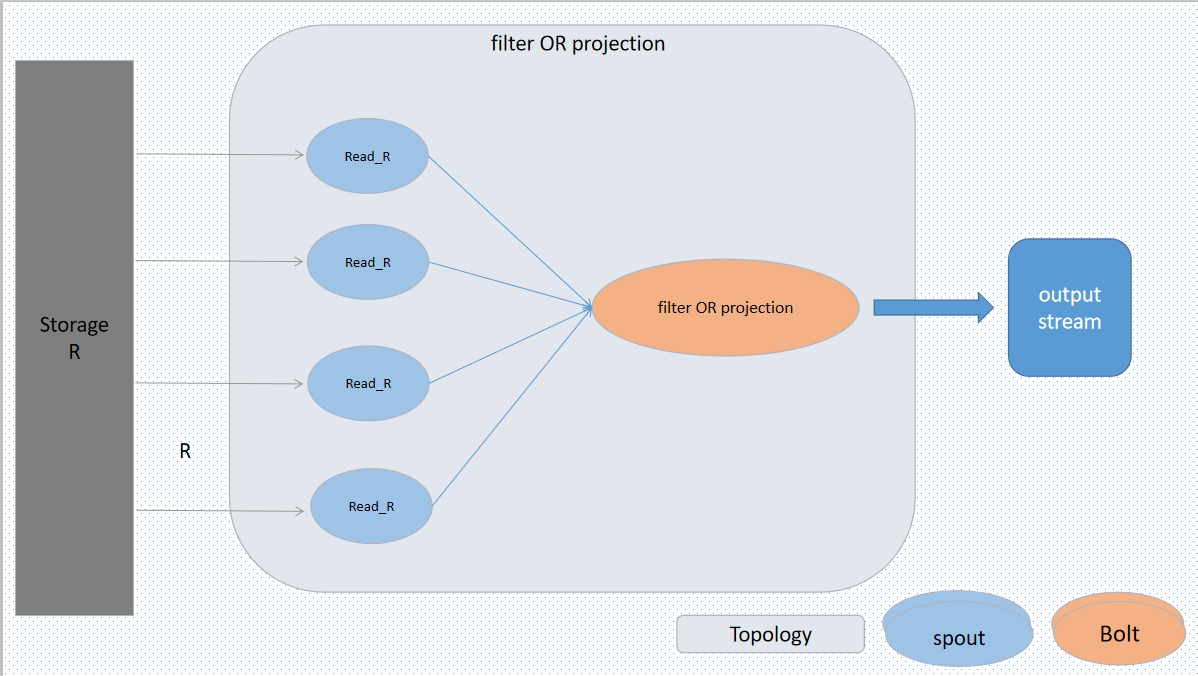 filter OR projection
Storage
R
Read_R
Read_R
Read_R
Read_R
R
filter OR projection
output
stream
Topology
spout
Bolt